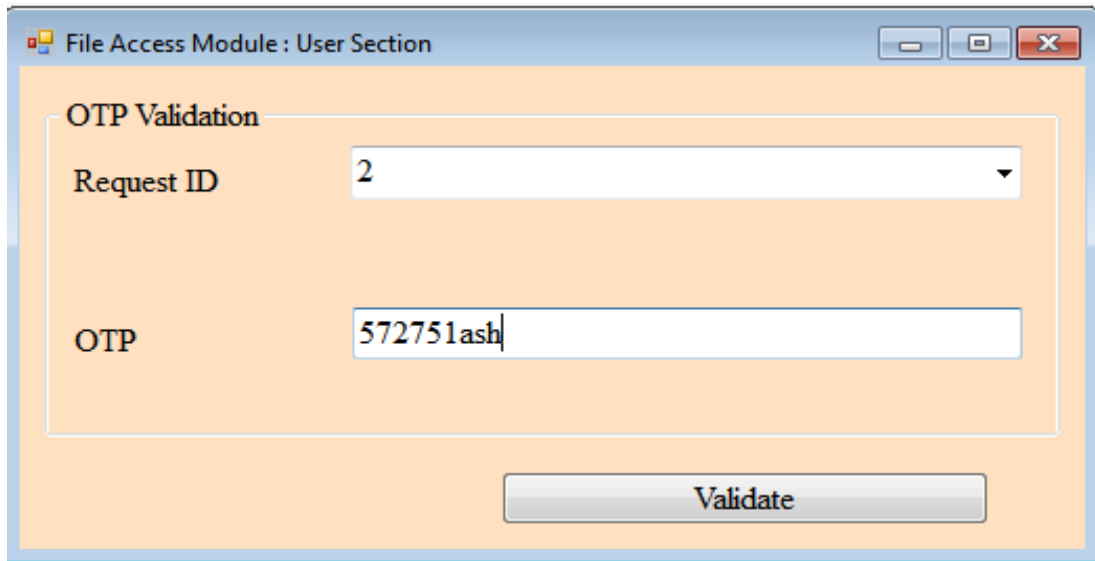 File Access Module : User Section
OTP Validation
Request ID 2
OTP 572751ash
Validate